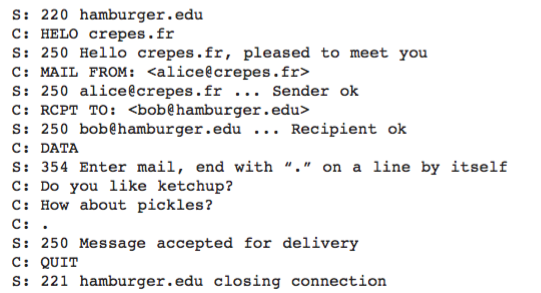 S: 220 hamburger.edu
C: HELO crepes.fr
S: 250 Hello crepes.fr, pleased to meet you
C: MAIL FROM: <alice@crepes.fr>
S: 250 alice@crepes.fr ... Sender ok
C: RCPT TO: <bob@hamburger.edu>
S: 250 bob@hamburger.edu ... Recipient ok
C: DATA
S: 354 Enter mail, end with “.” on a line by itself
C: Do you like ketchup?
C: How about pickles?
C: .
S: 250 Message accepted for delivery
C: QUIT
S: 221 hamburger.edu closing connection